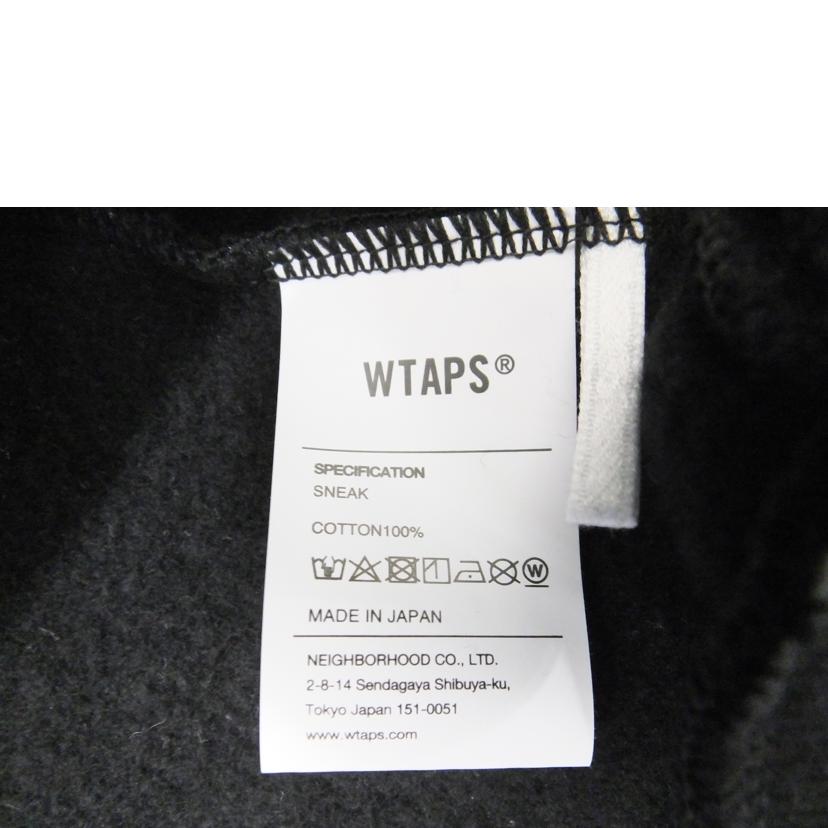 WTAPS®
SPECIFICATION
SNEAK
COTTON100%
W
MADE IN JAPAN
NEIGHBORHOOD CO., LTD.
2-8-14 Sendagaya Shibuya-ku,
Tokyo Japan 151-0051
www.wtaps.com